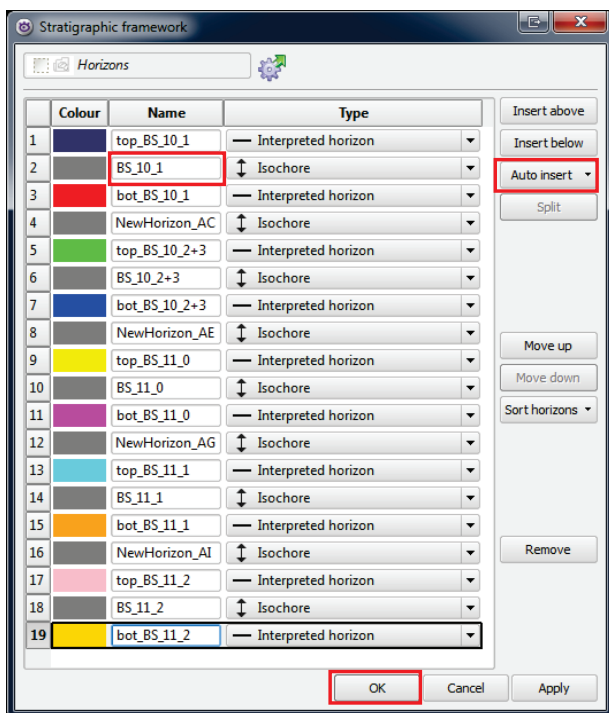 Stratigraphic framework
Horizons
Colour Name Type
1 top_BS_10_1 Interpreted horizon
2 BS_10_1 Isochore
3 bot_BS_10_1 Interpreted horizon
4 NewHorizon_AC Isochore
5 top_BS_10_2+3 Interpreted horizon
6 BS_10_2+3 Isochore
7 bot_BS_10_2+3 Interpreted horizon
8 NewHorizon_AE Isochore
9 top_BS_11_0 Interpreted horizon
10 BS_11_0 Isochore
11 bot_BS_11_0 Interpreted horizon
12 NewHorizon_AG Isochore
13 top_BS_11_1 Interpreted horizon
14 BS_11_1 Isochore
15 bot_BS_11_1 Interpreted horizon
16 NewHorizon_AI Isochore
17 top_BS_11_2 Interpreted horizon
18 BS_11_2 Isochore
19 bot_BS_11_2 Interpreted horizon
Insert above
Insert below
Auto insert
Split
Move up
Move down
Sort horizons
Remove
OK Cancel Apply